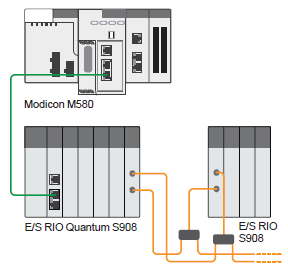 Modicon M580
E/S RIO Quantum S908
E/S RIO
S908